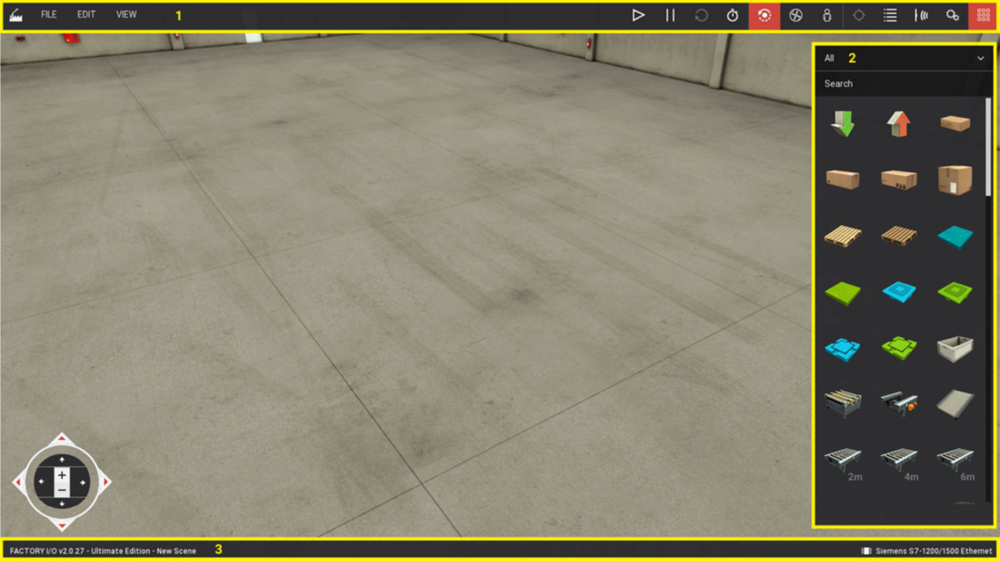 FILE EDIT VIEW 1
All 2
Search
2m 4m 6m
+
−
FACTORY I/O v2.0.27 - Ultimate Edition - New Scene 3
Siemens S7-1200/1500 Ethernet